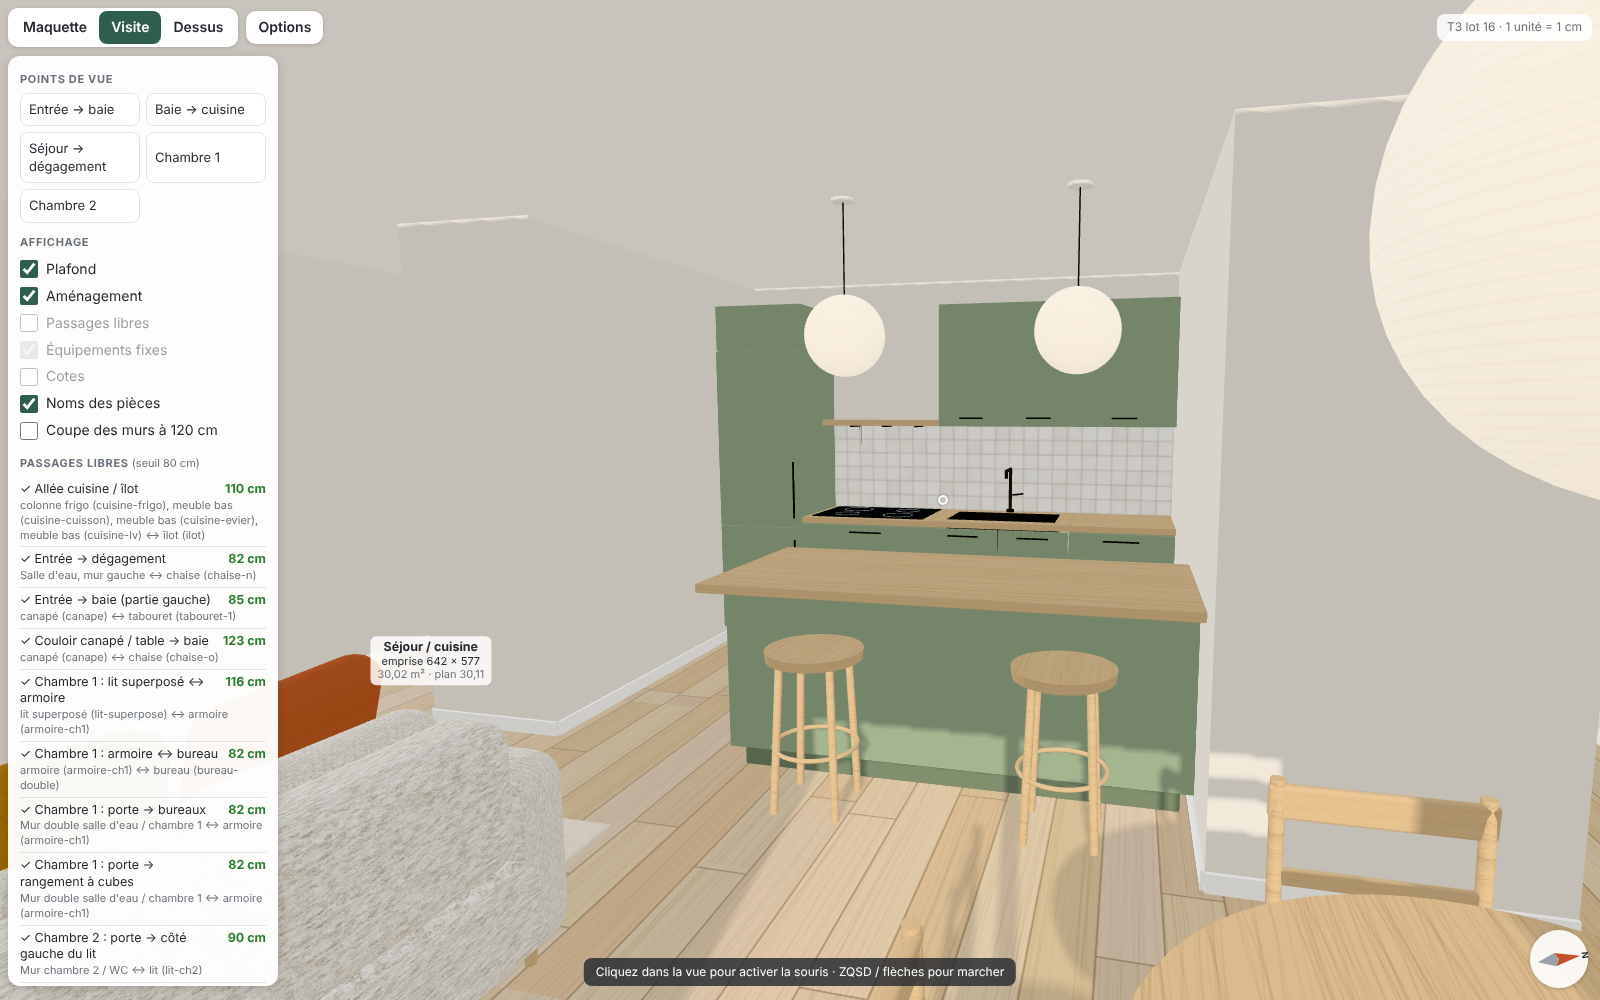 Maquette
Visite
Dessus
Options
T3 lot 16 · 1 unité = 1 cm
POINTS DE VUE
Entrée → baie
Baie → cuisine
Séjour →
dégagement
Chambre 1
Chambre 2
AFFICHAGE
Plafond
Aménagement
Passages libres
Équipements fixes
Cotes
Noms des pièces
Coupe des murs à 120 cm
PASSAGES LIBRES (seuil 80 cm)
✓ Allée cuisine / îlot 110 cm
colonne frigo (cuisine-frigo), meuble bas
(cuisine-cuisson), meuble bas (cuisine-evier),
meuble bas (cuisine-lv) ↔ îlot (ilot)
✓ Entrée → dégagement 82 cm
Salle d'eau, mur gauche ↔ chaise (chaise-n)
✓ Entrée → baie (partie gauche) 85 cm
canapé (canape) ↔ tabouret (tabouret-1)
✓ Couloir canapé / table → baie 123 cm
canapé (canape) ↔ chaise (chaise-o)
✓ Chambre 1 : lit superposé ↔ 116 cm
armoire
lit superposé (lit-superpose) ↔ armoire
(armoire-ch1)
✓ Chambre 1 : armoire ↔ bureau 82 cm
armoire (armoire-ch1) ↔ bureau (bureau-
double)
✓ Chambre 1 : porte → bureaux 82 cm
Mur double salle d'eau / chambre 1 ↔ armoire
(armoire-ch1)
✓ Chambre 1 : porte → 82 cm
rangement à cubes
Mur double salle d'eau / chambre 1 ↔ armoire
(armoire-ch1)
✓ Chambre 2 : porte → côté 90 cm
gauche du lit
Mur chambre 2 / WC ↔ lit (lit-ch2)
Séjour / cuisine
emprise 642 × 577
30,02 m² · plan 30,11
Cliquez dans la vue pour activer la souris · ZQSD / flèches pour marcher
N